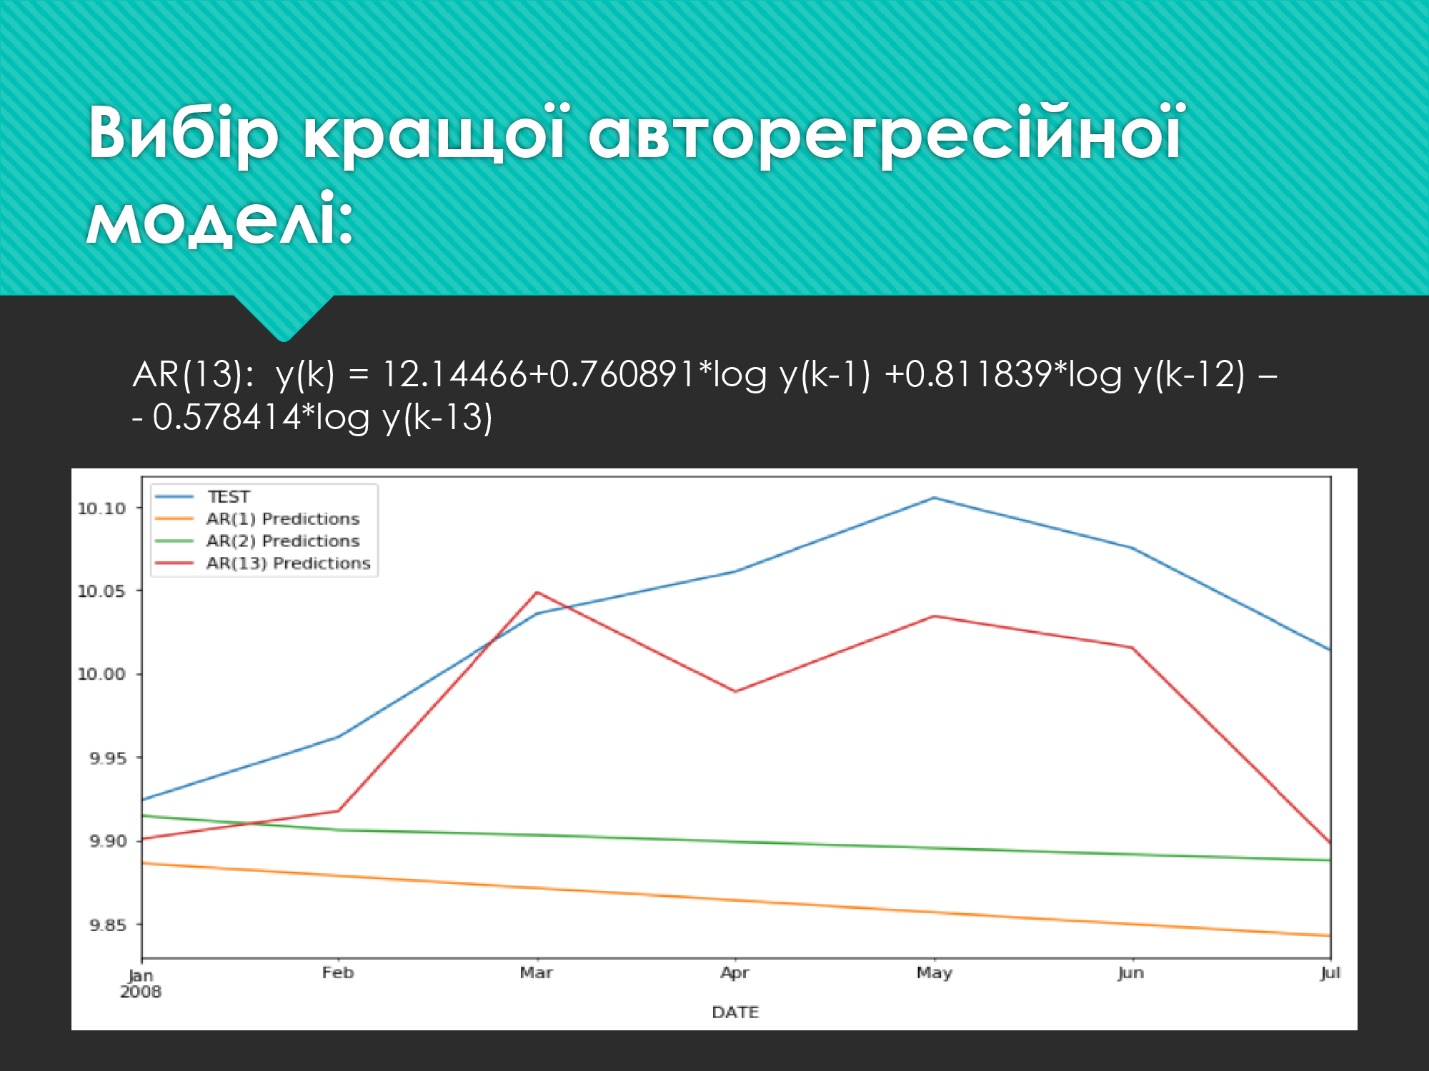 Вибір кращої авторегресійної
моделі:
AR(13):  y(k) = 12.14466+0.760891*log y(k-1) +0.811839*log y(k-12) –
- 0.578414*log y(k-13)
TEST
AR(1) Predictions
AR(2) Predictions
AR(13) Predictions
10.10
10.05
10.00
9.95
9.90
9.85
Jan Feb Mar Apr May Jun Jul
2008
DATE